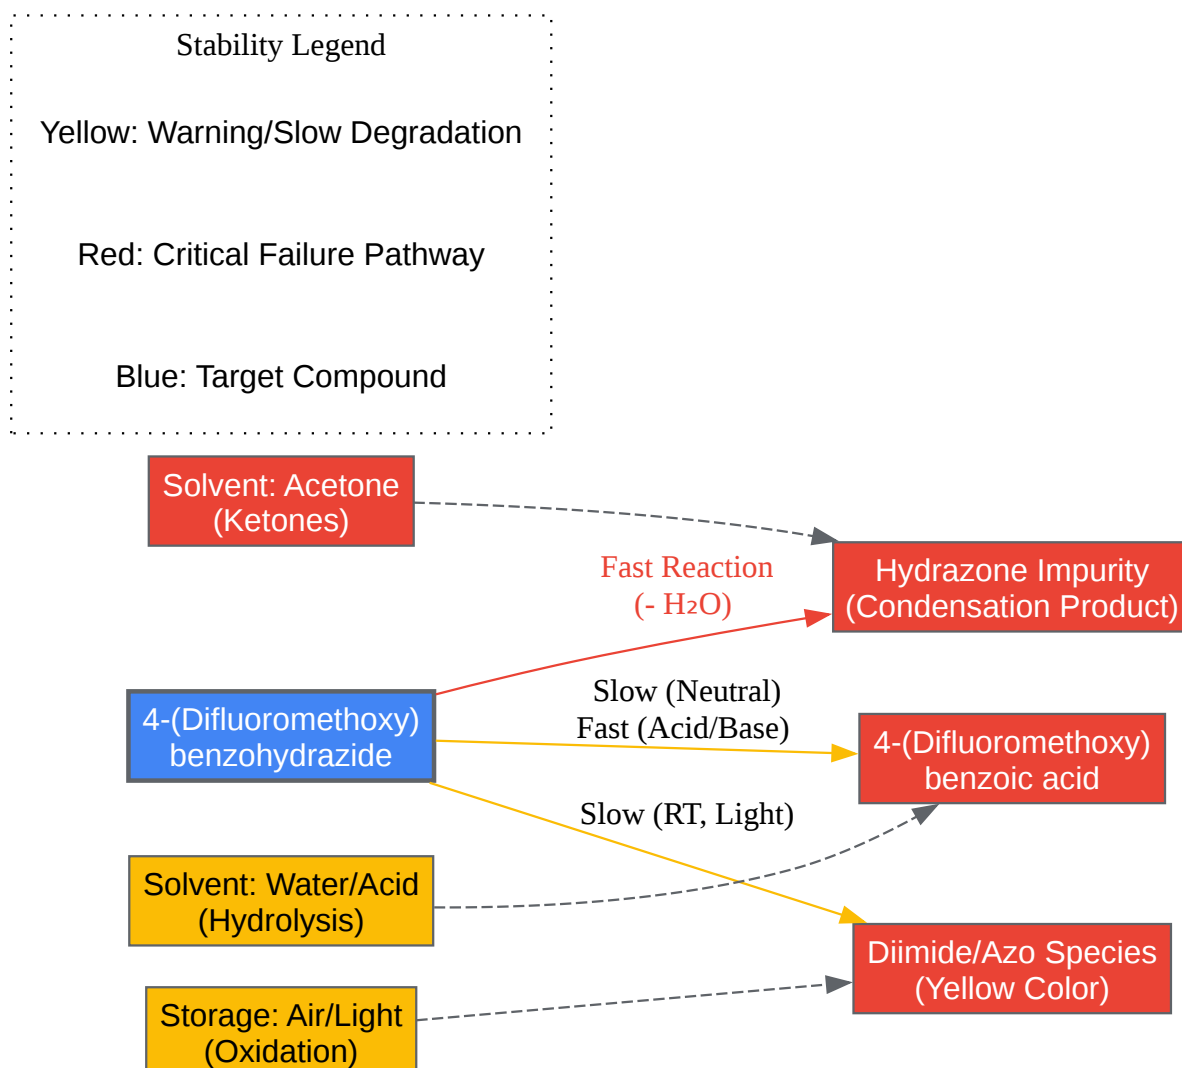 Stability Legend
Yellow: Warning/Slow Degradation
Red: Critical Failure Pathway
Blue: Target Compound
Solvent: Acetone
(Ketones)
Fast Reaction
(- H₂O)
Hydrazone Impurity
(Condensation Product)
4-(Difluoromethoxy)
benzohydrazide
Slow (Neutral)
Fast (Acid/Base)
4-(Difluoromethoxy)
benzoic acid
Slow (RT, Light)
Solvent: Water/Acid
(Hydrolysis)
Diimide/Azo Species
(Yellow Color)
Storage: Air/Light
(Oxidation)